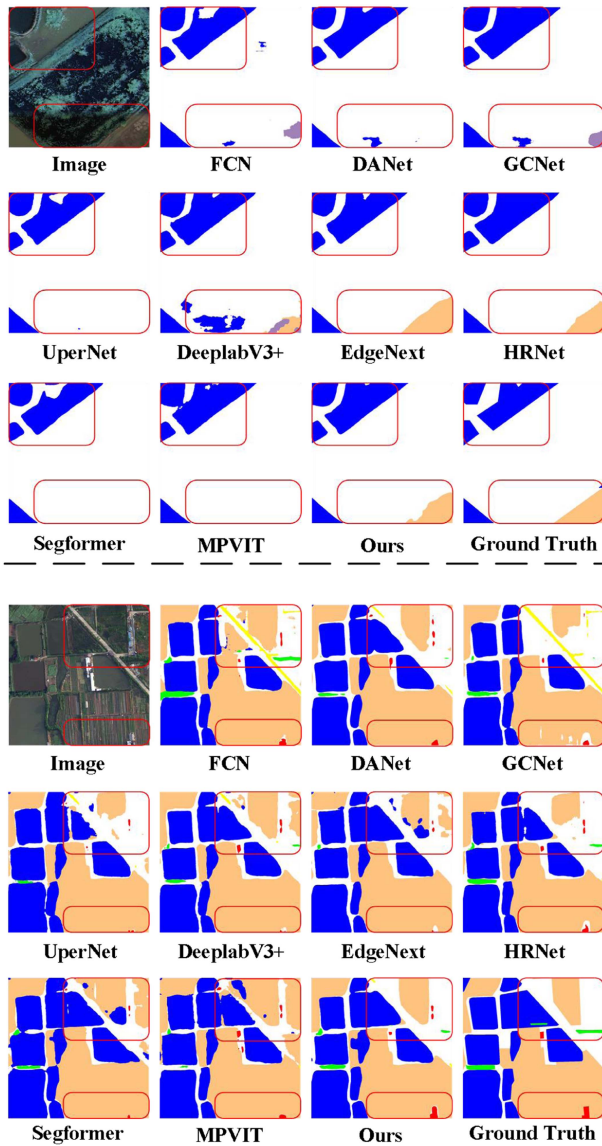 Image FCN DANet GCNet
UperNet DeeplabV3+ EdgeNext HRNet
Segformer MPVIT Ours Ground Truth
Image FCN DANet GCNet
UperNet DeeplabV3+ EdgeNext HRNet
Segformer MPVIT Ours Ground Truth